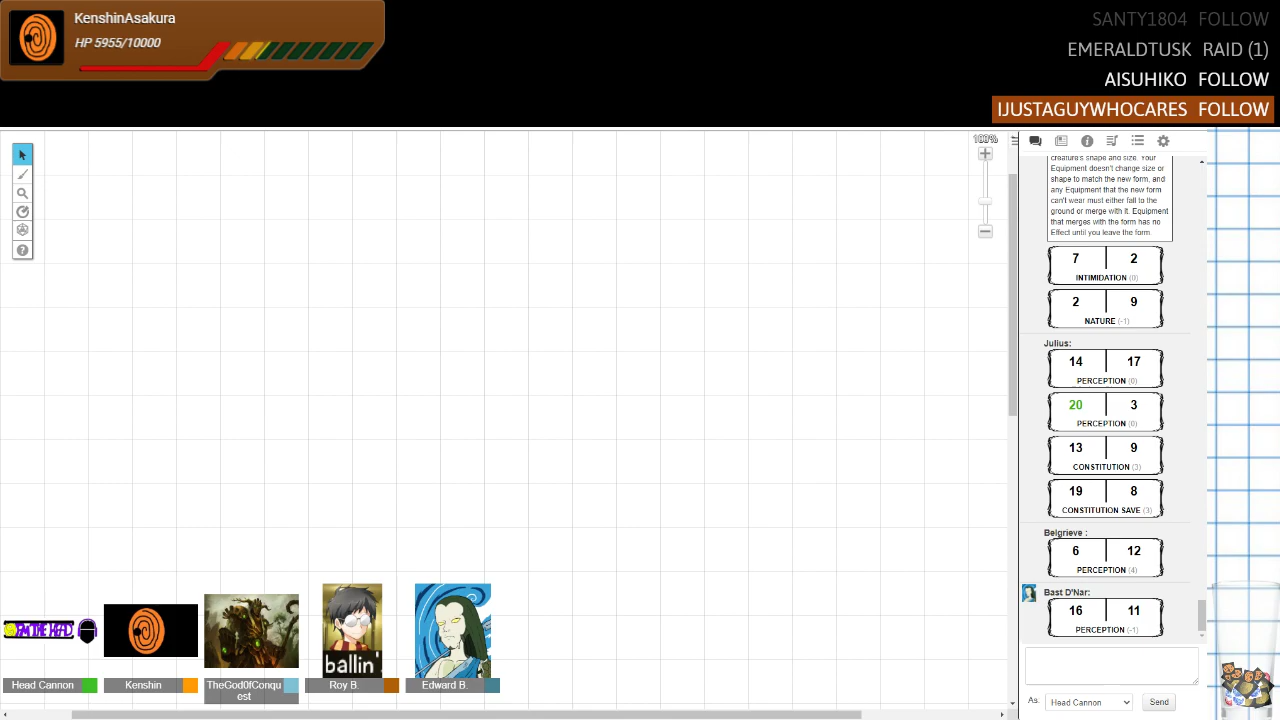 KenshinAsakura
HP 5955/10000
SANTY1804 FOLLOW
EMERALDTUSK RAID (1)
AISUHIKO FOLLOW
IJUSTAGUYWHOCARES FOLLOW
100%
creature's shape and size. Your
Equipment doesn't change size or
shape to match the new form, and
any Equipment that the new form
can't wear must either fall to the
ground or merge with it. Equipment
that merges with the form has no
Effect until you leave the form.
7 2
INTIMIDATION (0)
2 9
NATURE (-1)
Julius:
14 17
PERCEPTION (0)
20 3
PERCEPTION (0)
13 9
CONSTITUTION (3)
19 8
CONSTITUTION SAVE (3)
Belgrieve :
6 12
PERCEPTION (4)
Bast D'Nar:
16 11
PERCEPTION (-1)
ballin'
Head Cannon
Kenshin
TheGod0fConqu
est
Roy B.
Edward B.
As: Head Cannon Send